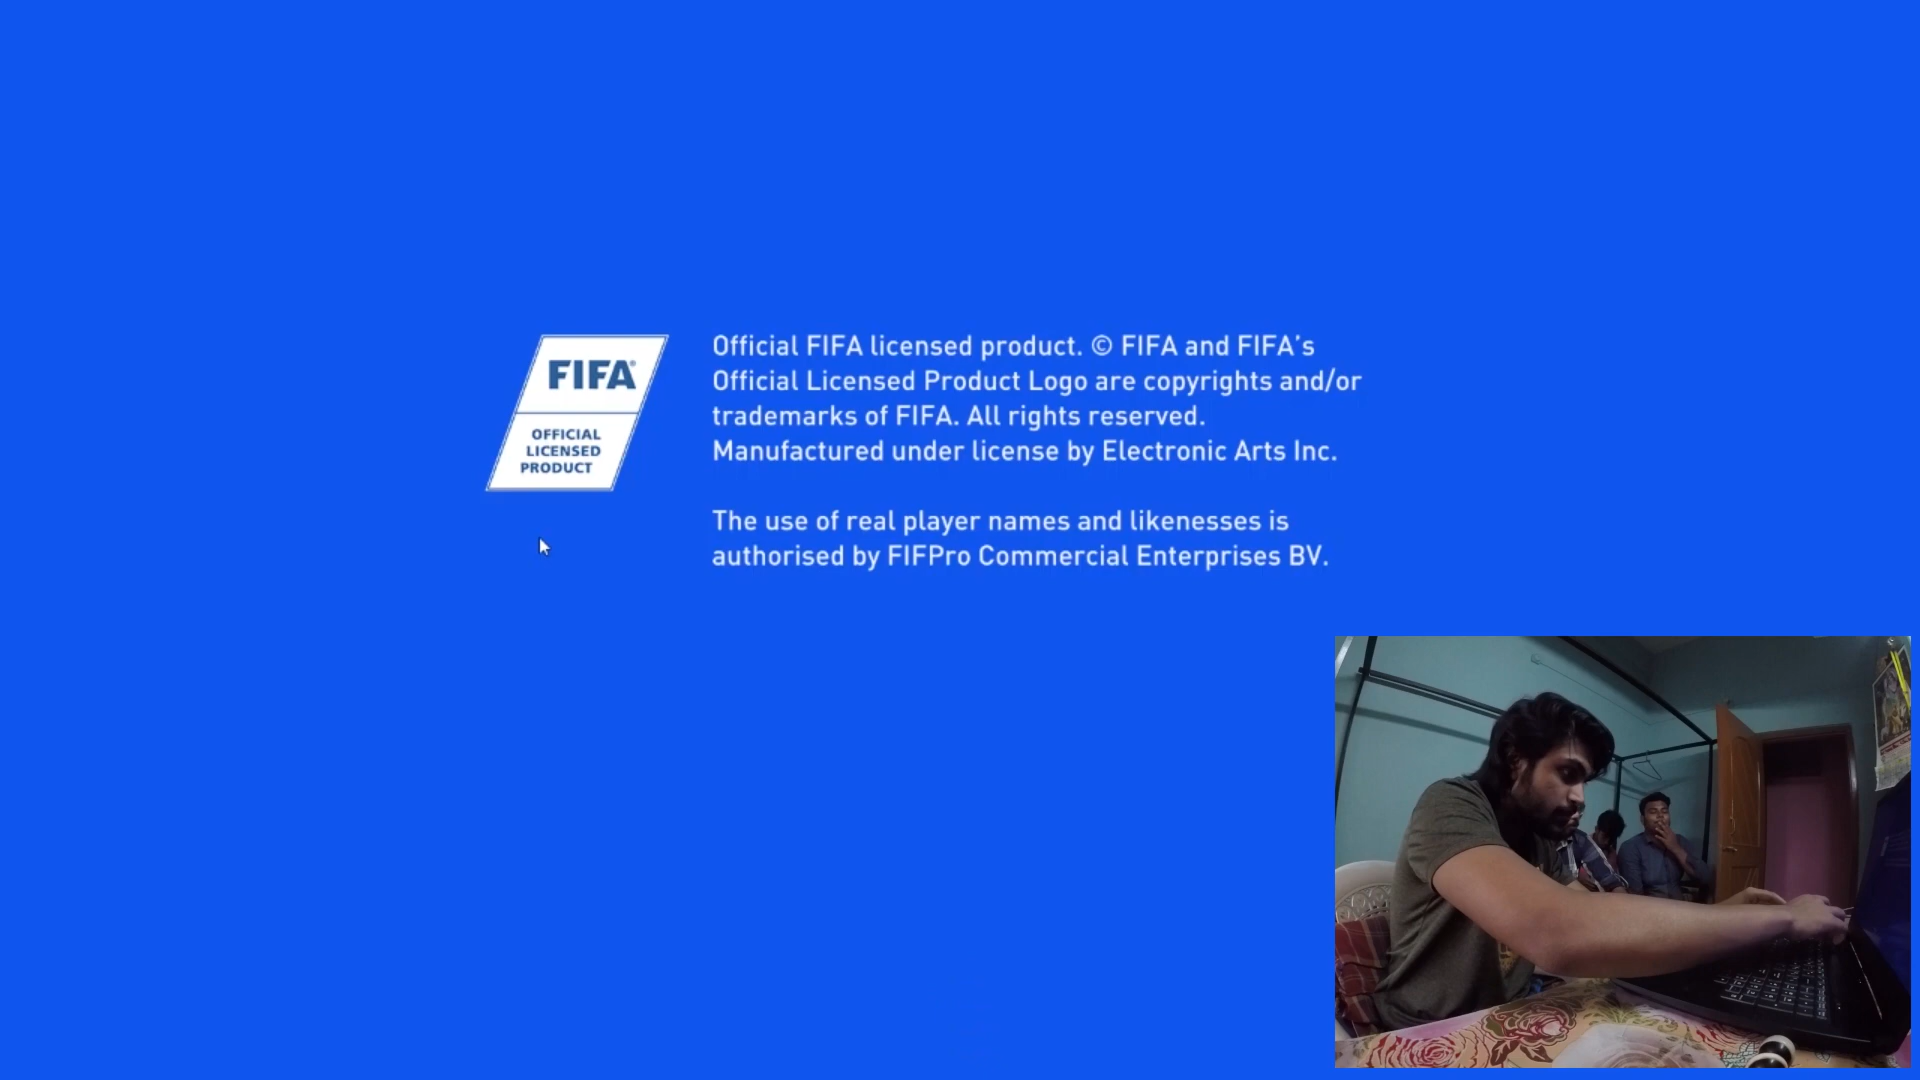 FIFA®
OFFICIAL
LICENSED
PRODUCT
Official FIFA licensed product. © FIFA and FIFA's
Official Licensed Product Logo are copyrights and/or
trademarks of FIFA. All rights reserved.
Manufactured under license by Electronic Arts Inc.
The use of real player names and likenesses is
authorised by FIFPro Commercial Enterprises BV.